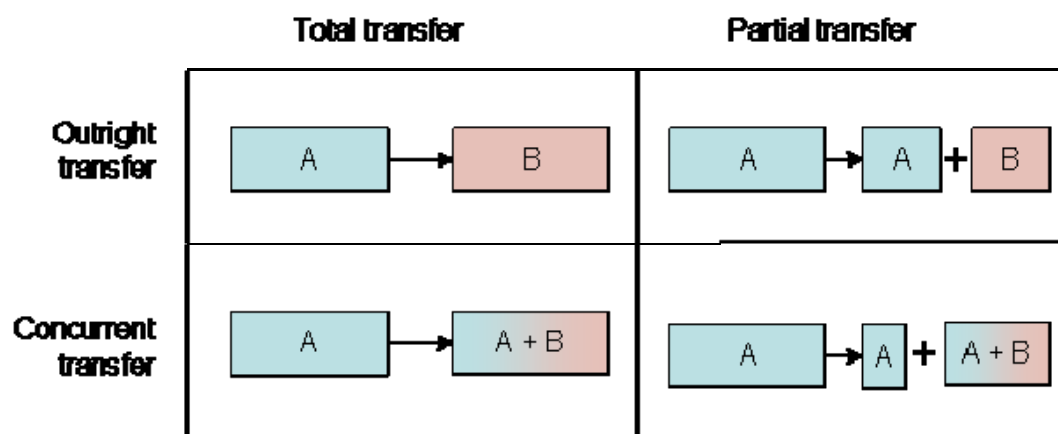 Total transfer
Partial transfer
Outright
transfer
A
B
A
A
+
B
Concurrent
transfer
A
A + B
A
A
+
A + B